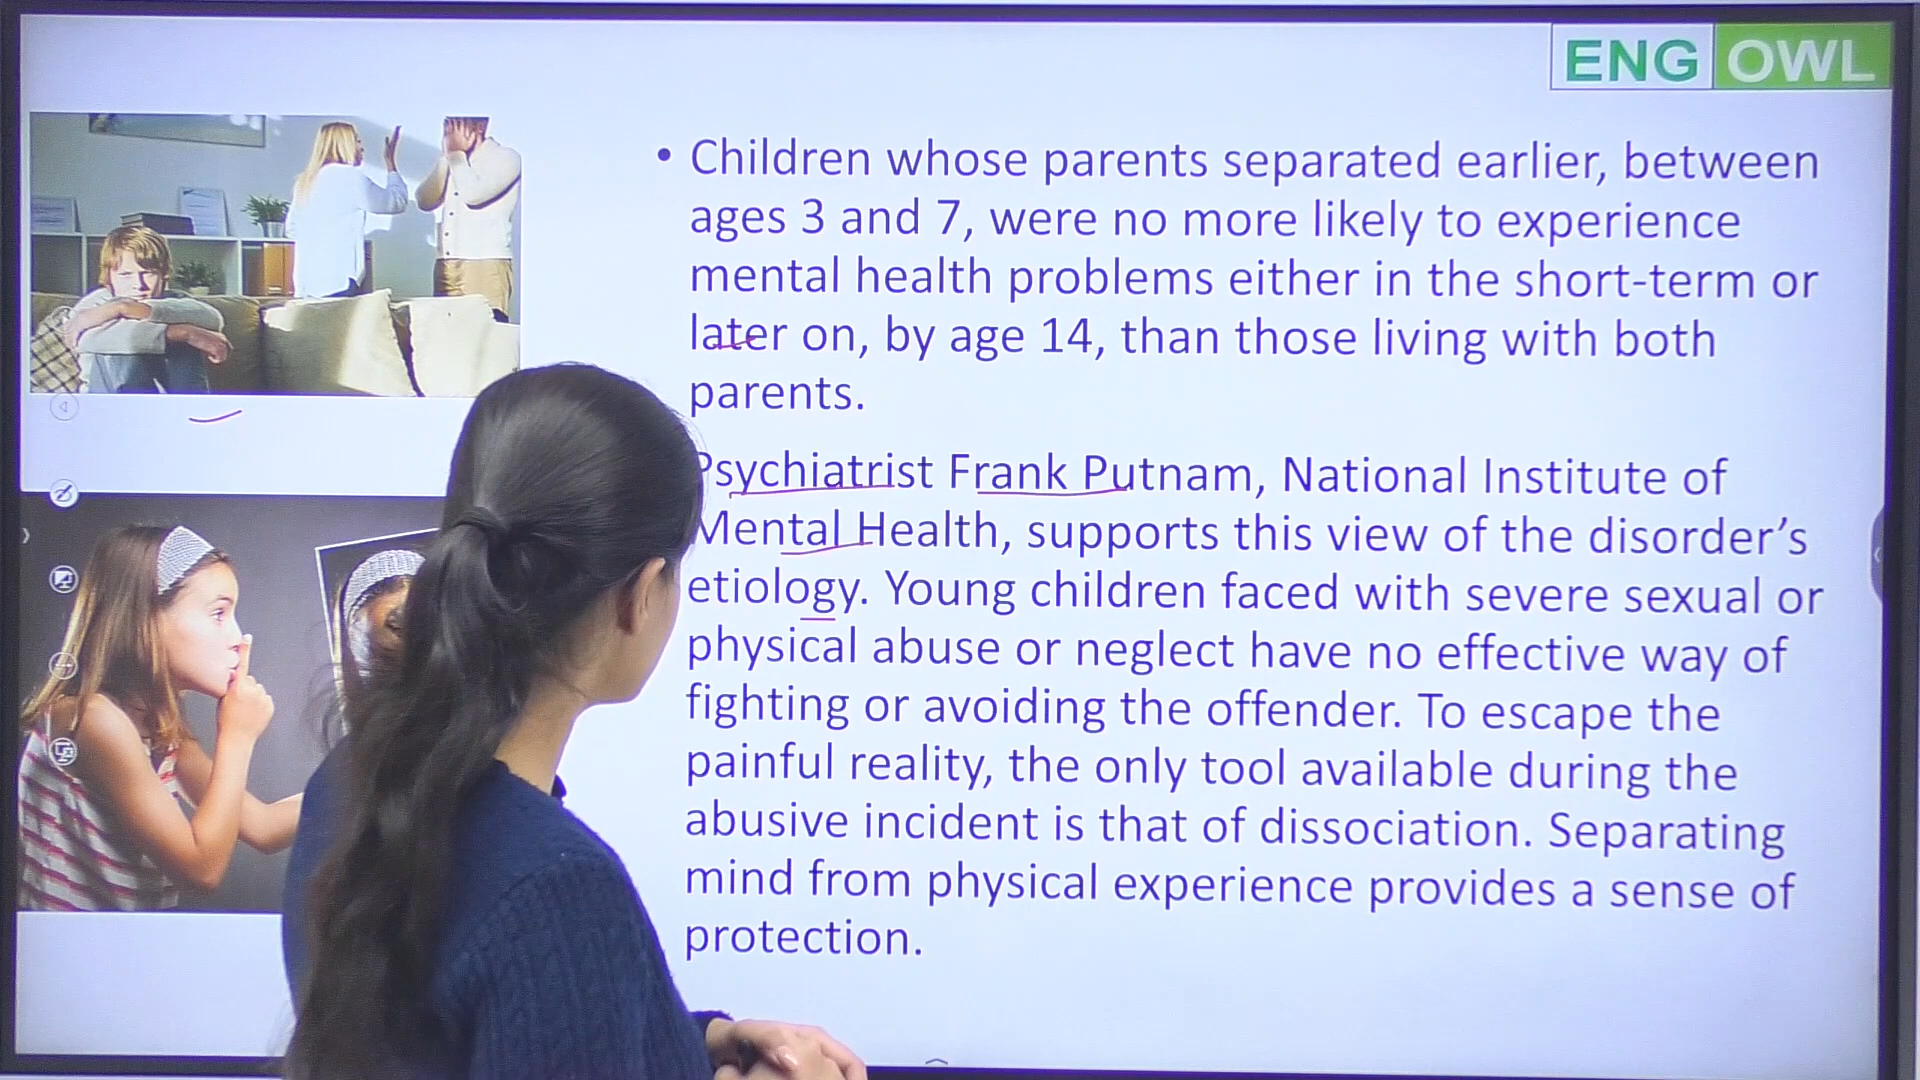 ENG OWL
• Children whose parents separated earlier, between
ages 3 and 7, were no more likely to experience
mental health problems either in the short-term or
later on, by age 14, than those living with both
parents.
Psychiatrist Frank Putnam, National Institute of
Mental Health, supports this view of the disorder’s
etiology. Young children faced with severe sexual or
physical abuse or neglect have no effective way of
fighting or avoiding the offender. To escape the
painful reality, the only tool available during the
abusive incident is that of dissociation. Separating
mind from physical experience provides a sense of
protection.